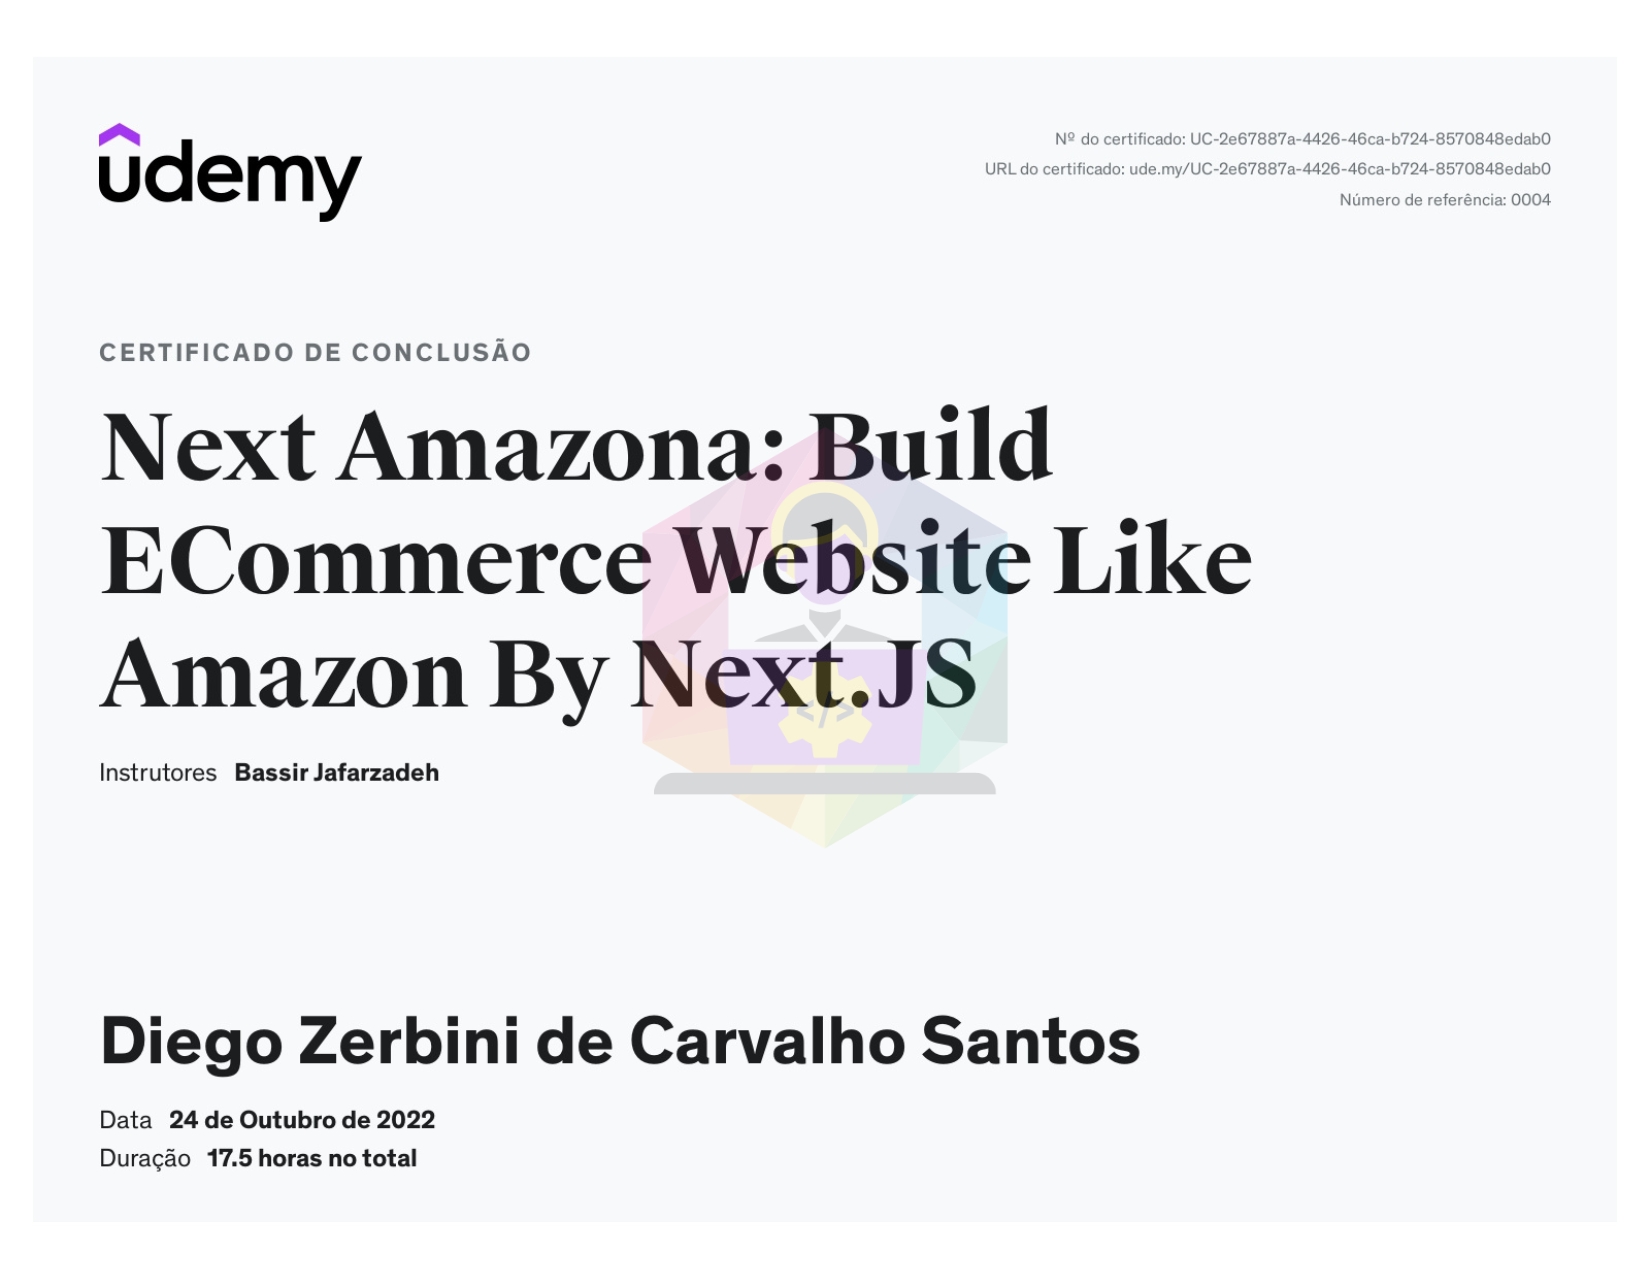 udemy
Nº do certificado: UC-2e67887a-4426-46ca-b724-8570848edab0
URL do certificado: ude.my/UC-2e67887a-4426-46ca-b724-8570848edab0
Número de referência: 0004
CERTIFICADO DE CONCLUSÃO
Next Amazona: Build
ECommerce Website Like
Amazon By Next.JS
</>
Instrutores Bassir Jafarzadeh
Diego Zerbini de Carvalho Santos
Data 24 de Outubro de 2022
Duração 17.5 horas no total